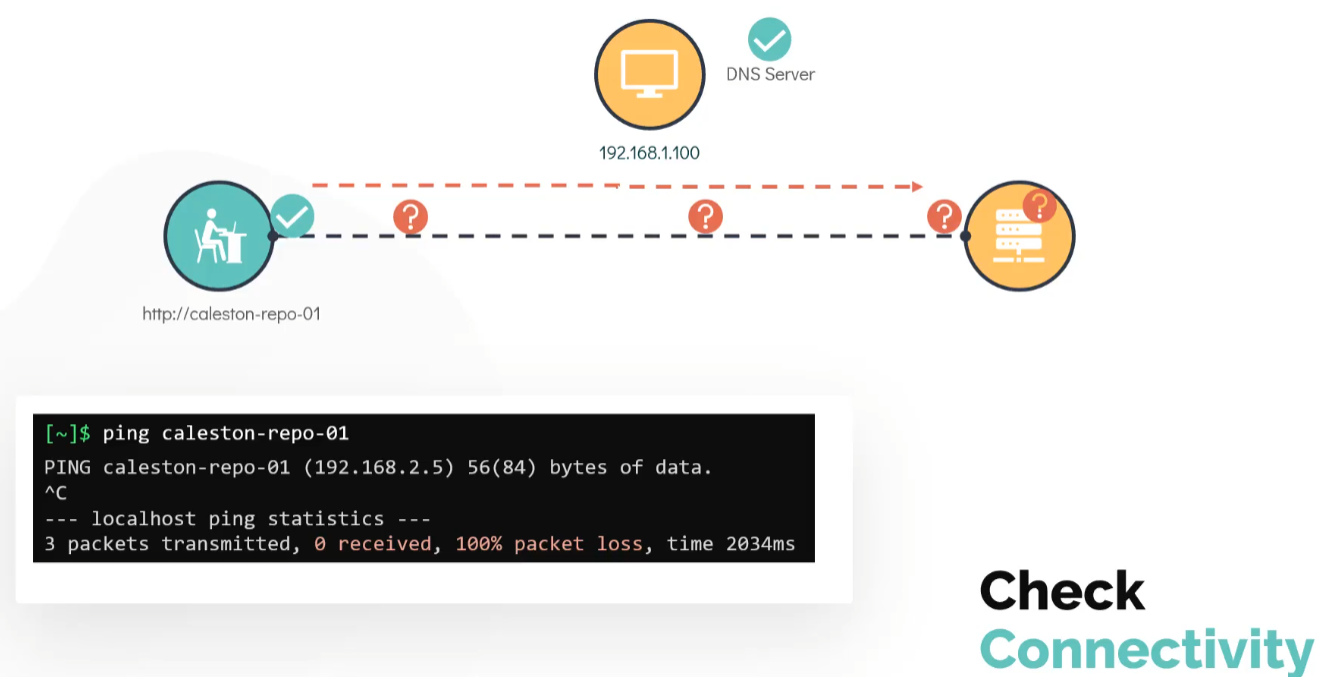 DNS Server
192.168.1.100
?
?
?
?
http://caleston-repo-01
[~]$ ping caleston-repo-01
PING caleston-repo-01 (192.168.2.5) 56(84) bytes of data.
^C
--- localhost ping statistics ---
3 packets transmitted, 0 received, 100% packet loss, time 2034ms
Check
Connectivity